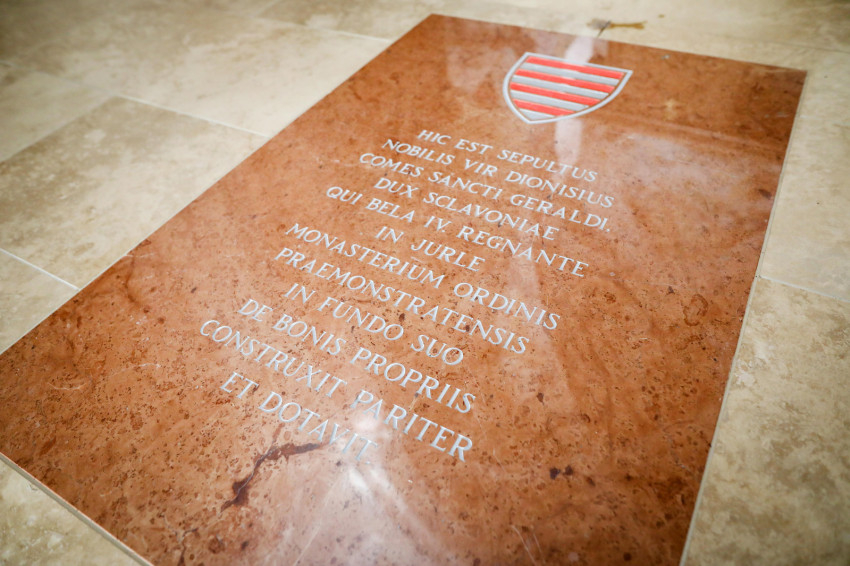 HIC EST SEPULTUS
NOBILIS VIR DIONISIUS
COMES SANCTI GERALDI,
DUX SCLAVONIAE
QUI BELA IV. REGNANTE
IN JURLE
MONASTERIUM ORDINIS
PRAEMONSTRATENSIS
IN FUNDO SUO
DE BONIS PROPRIIS
CONSTRUXIT PARITER
ET DOTAVIT